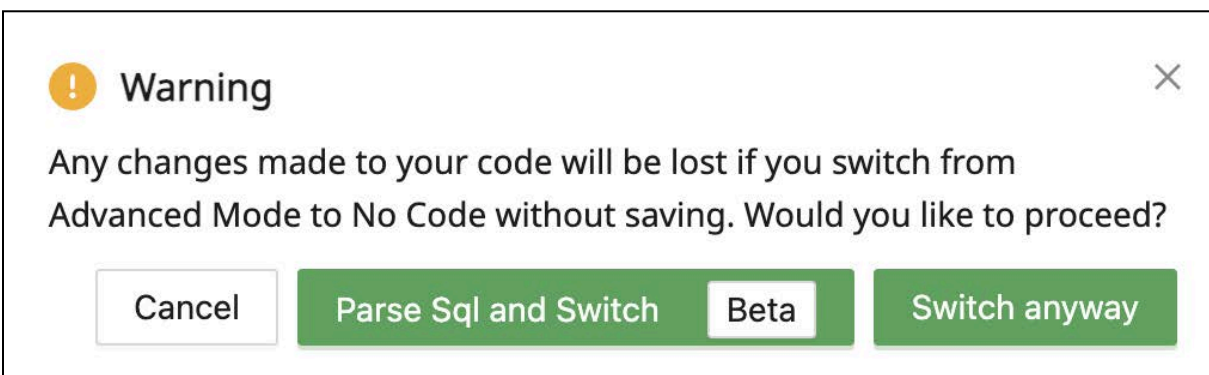 Warning
Any changes made to your code will be lost if you switch from
Advanced Mode to No Code without saving. Would you like to proceed?
Cancel Parse Sql and Switch Beta Switch anyway